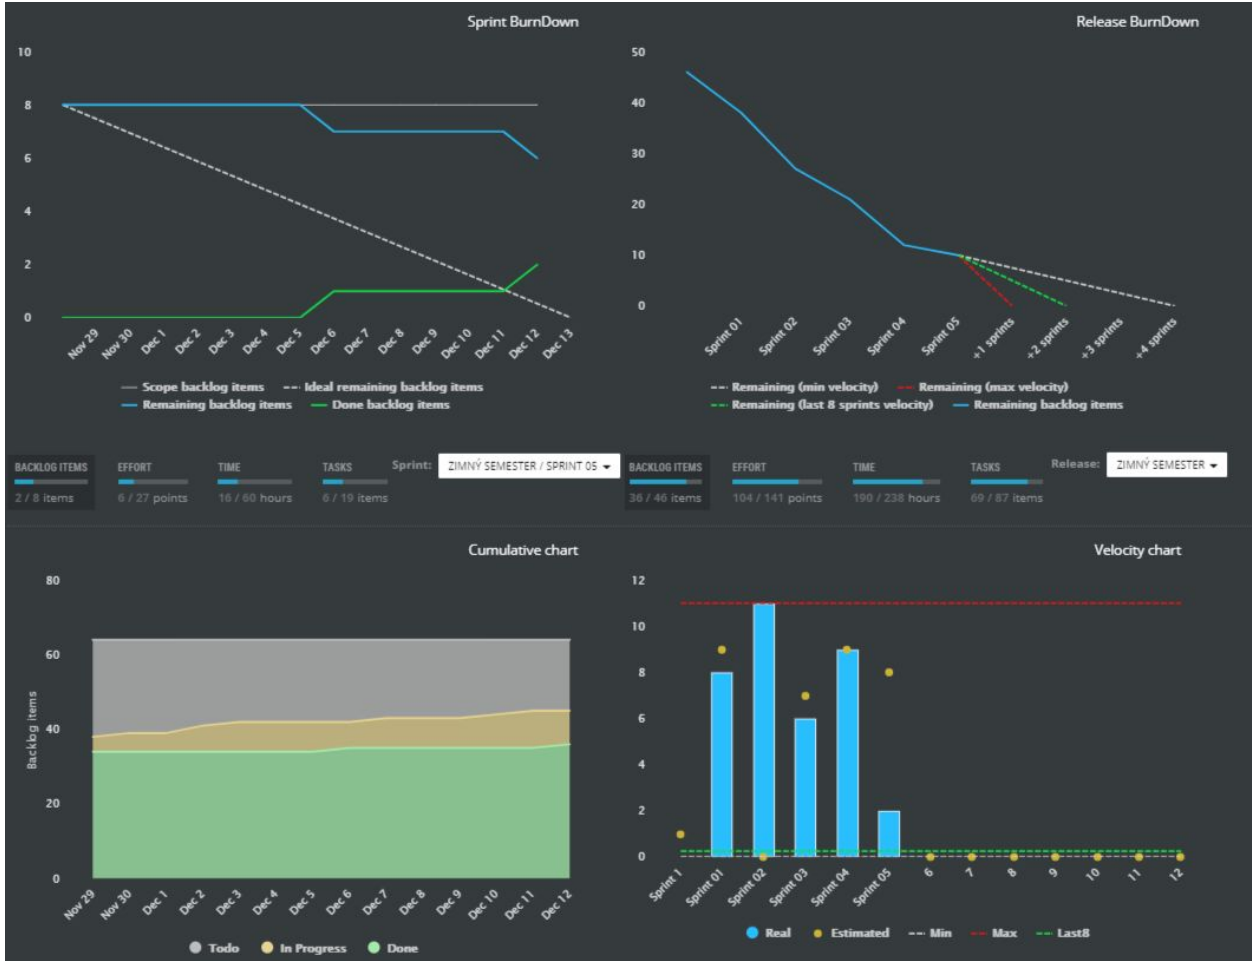 Sprint BurnDown
10
8
6
4
2
0
Nov 29
Nov 30
Dec 1
Dec 2
Dec 3
Dec 4
Dec 5
Dec 6
Dec 7
Dec 8
Dec 9
Dec 10
Dec 11
Dec 12
Dec 13
Scope backlog items
Ideal remaining backlog items
Remaining backlog items
Done backlog items
Release BurnDown
50
40
30
20
10
0
Sprint 01
Sprint 02
Sprint 03
Sprint 04
Sprint 05
+1 sprints
+2 sprints
+3 sprints
+4 sprints
Remaining (min velocity)
Remaining (max velocity)
Remaining (last 8 sprints velocity)
Remaining backlog items
BACKLOG ITEMS
2 / 8 items
EFFORT
6 / 27 points
TIME
16 / 60 hours
TASKS
6 / 19 items
Sprint:
ZIMNÝ SEMESTER / SPRINT 05
BACKLOG ITEMS
36 / 46 items
EFFORT
104 / 141 points
TIME
190 / 238 hours
TASKS
69 / 87 items
Release:
ZIMNÝ SEMESTER
Cumulative chart
Backlog items
80
60
40
20
0
Nov 29
Nov 30
Dec 1
Dec 2
Dec 3
Dec 4
Dec 5
Dec 6
Dec 7
Dec 8
Dec 9
Dec 10
Dec 11
Dec 12
Todo
In Progress
Done
Velocity chart
12
10
8
6
4
2
0
Sprint 1
Sprint 01
Sprint 02
Sprint 03
Sprint 04
Sprint 05
6
7
8
9
10
11
12
Real
Estimated
Min
Max
Last8